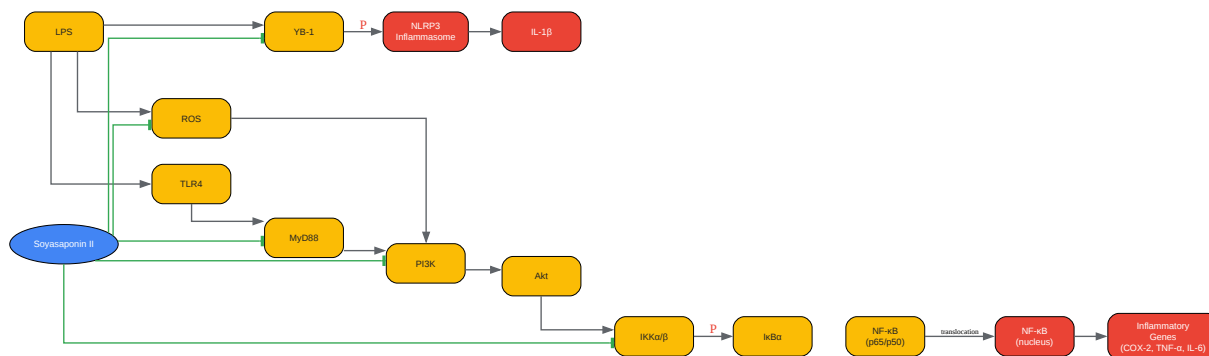 LPS
YB-1
P
NLRP3
Inflammasome
IL-1β
ROS
TLR4
Soyasaponin II
MyD88
PI3K
Akt
IKKα/β
P
IκBα
NF-κB
(p65/p50)
translocation
NF-κB
(nucleus)
Inflammatory
Genes
(COX-2, TNF-α, IL-6)